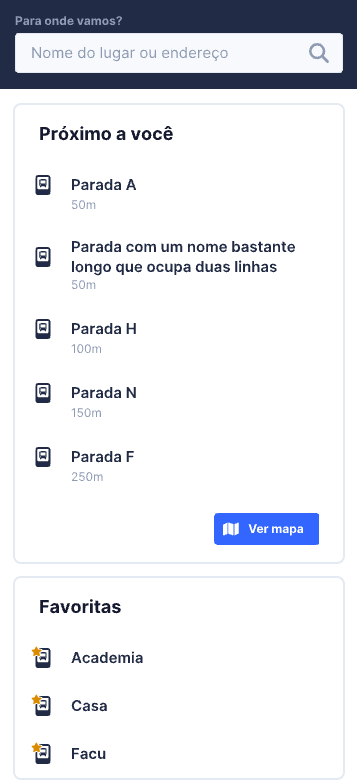 Para onde vamos?
Nome do lugar ou endereço
Próximo a você
Parada A
50m
Parada com um nome bastante
longo que ocupa duas linhas
50m
Parada H
100m
Parada N
150m
Parada F
250m
Ver mapa
Favoritas
Academia
Casa
Facu